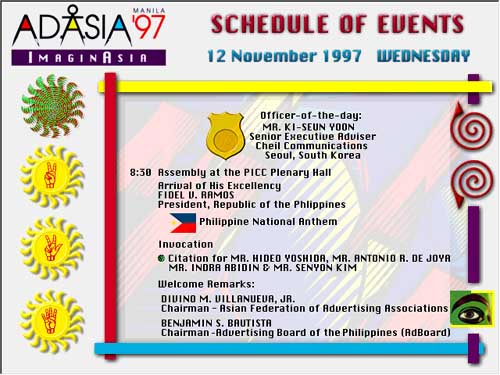 MANILA
ADASIA '97
IMAGINASIA
SCHEDULE OF EVENTS
12 November 1997 WEDNESDAY
Officer-of-the-day:
MR. KI-SEUN YOON
Senior Executive Adviser
Cheil Communications
Seoul, South Korea
8:30 Assembly at the PICC Plenary Hall
Arrival of His Excellency
FIDEL V. RAMOS
President, Republic of the Phlippines
Philippine National Anthem
Invocation
Citation for MR. HIDEO YOSHIDA, MR. ANTONIO R. DE JOYA
MR. INDRA ABIDIN & MR. SENYON KIM
Welcome Remarks:
DIVINO M. VILLANUEVA, JR.
Chairman - Asian Federation of Advertising Associations
BENJAMIN S. BAUTISTA
Chairman -Advertising Board of the Philippines (AdBoard)